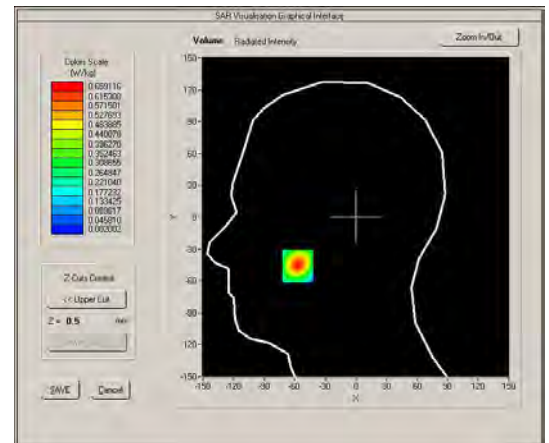 SAR Visualisation Graphical Interface
Volume Radiated Intensity
Zoom In/Out
Colors Scale
(W/kg)
0.659116
0.615308
0.571501
0.527693
0.483885
0.440078
0.396270
0.352463
0.308655
0.264847
0.221040
0.177232
0.133425
0.089617
0.045810
0.002002
150
120
90
60
30
Y
0
-30
-60
-90
-120
-150
-150 -120 -90 -60 -30 0 30 60 90 120 150
X
Z Cuts Control
<< Upper Cut
Z = 0.5 mm
SAVE
Cancel